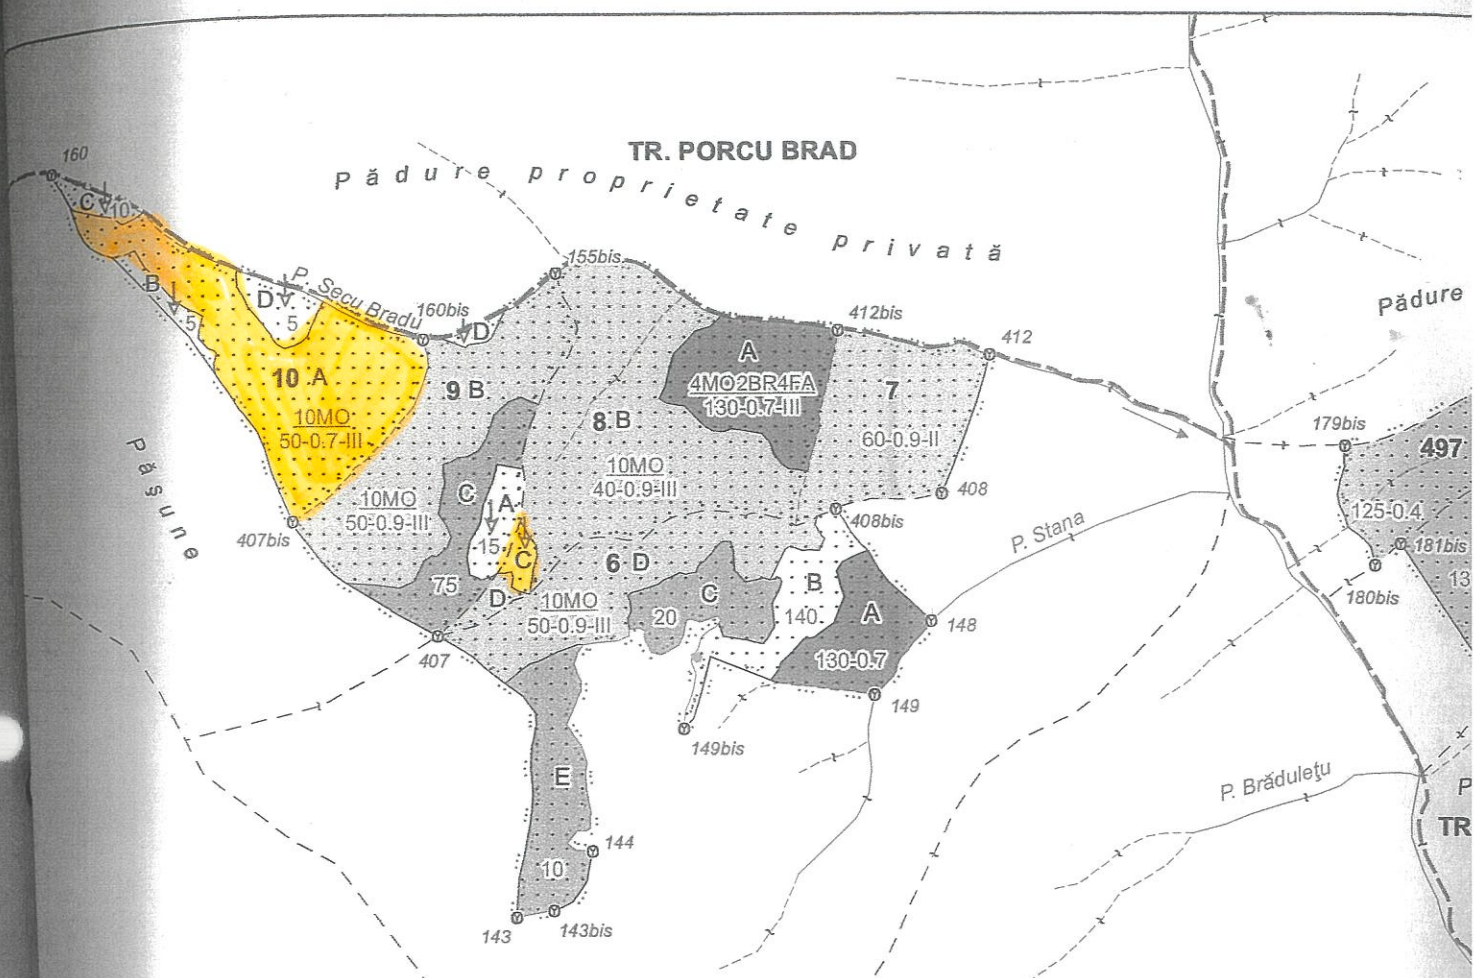 TR. PORCU BRAD
Pădure proprietate privată
160
C
10
B
5
P. Secu Bradu
D
5
160bis
D
155bis
412bis
412
10 A
10MO
50-0.7-III
9 B
10MO
50-0.9-III
8 B
10MO
40-0.9-III
A
4MO2BR4FA
130-0.7-III
7
60-0.9-II
Pădure
179bis
497
125-0.4
181bis
13
180bis
Pășune
407bis
C
75
A
15
C
D
6 D
10MO
50-0.9-III
408
408bis
P. Stana
C
20
B
140
A
130-0.7
148
407
149
149bis
E
10
144
143
143bis
P. Brăduleţu
P
TR